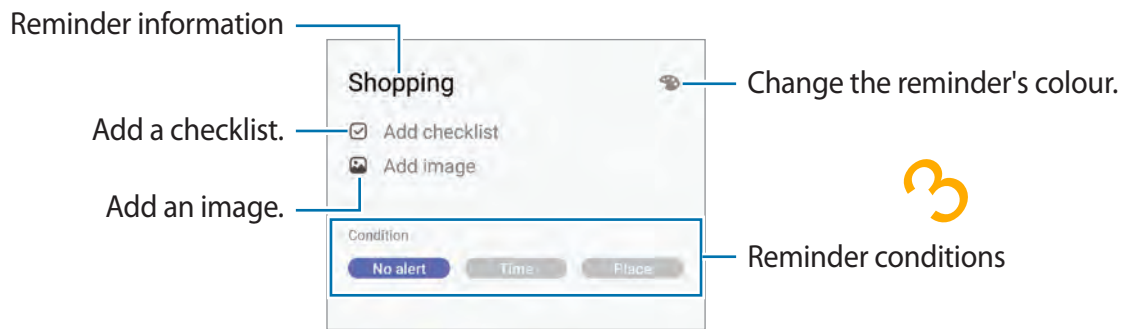 Reminder information
Shopping
Change the reminder's colour.
Add a checklist.
Add checklist
Add image
Add an image.
3
Condition
Reminder conditions
No alert Time Place